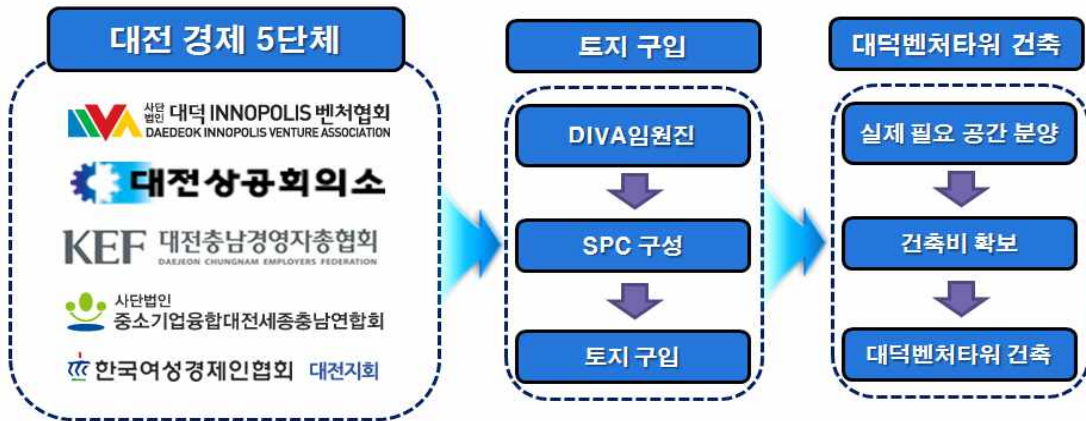 대전 경제 5단체
사단법인 대덕 INNOPOLIS 벤처협회
DAEDEOK INNOPOLIS VENTURE ASSOCIATION
대전상공회의소
KEF 대전충남경영자총협회
DAEJEON CHUNGNAM EMPLOYERS FEDERATION
사단법인
중소기업융합대전세종충남연합회
한국여성경제인협회 대전지회
토지 구입
DIVA임원진
SPC 구성
토지 구입
대덕벤처타워 건축
실제 필요 공간 분양
건축비 확보
대덕벤처타워 건축